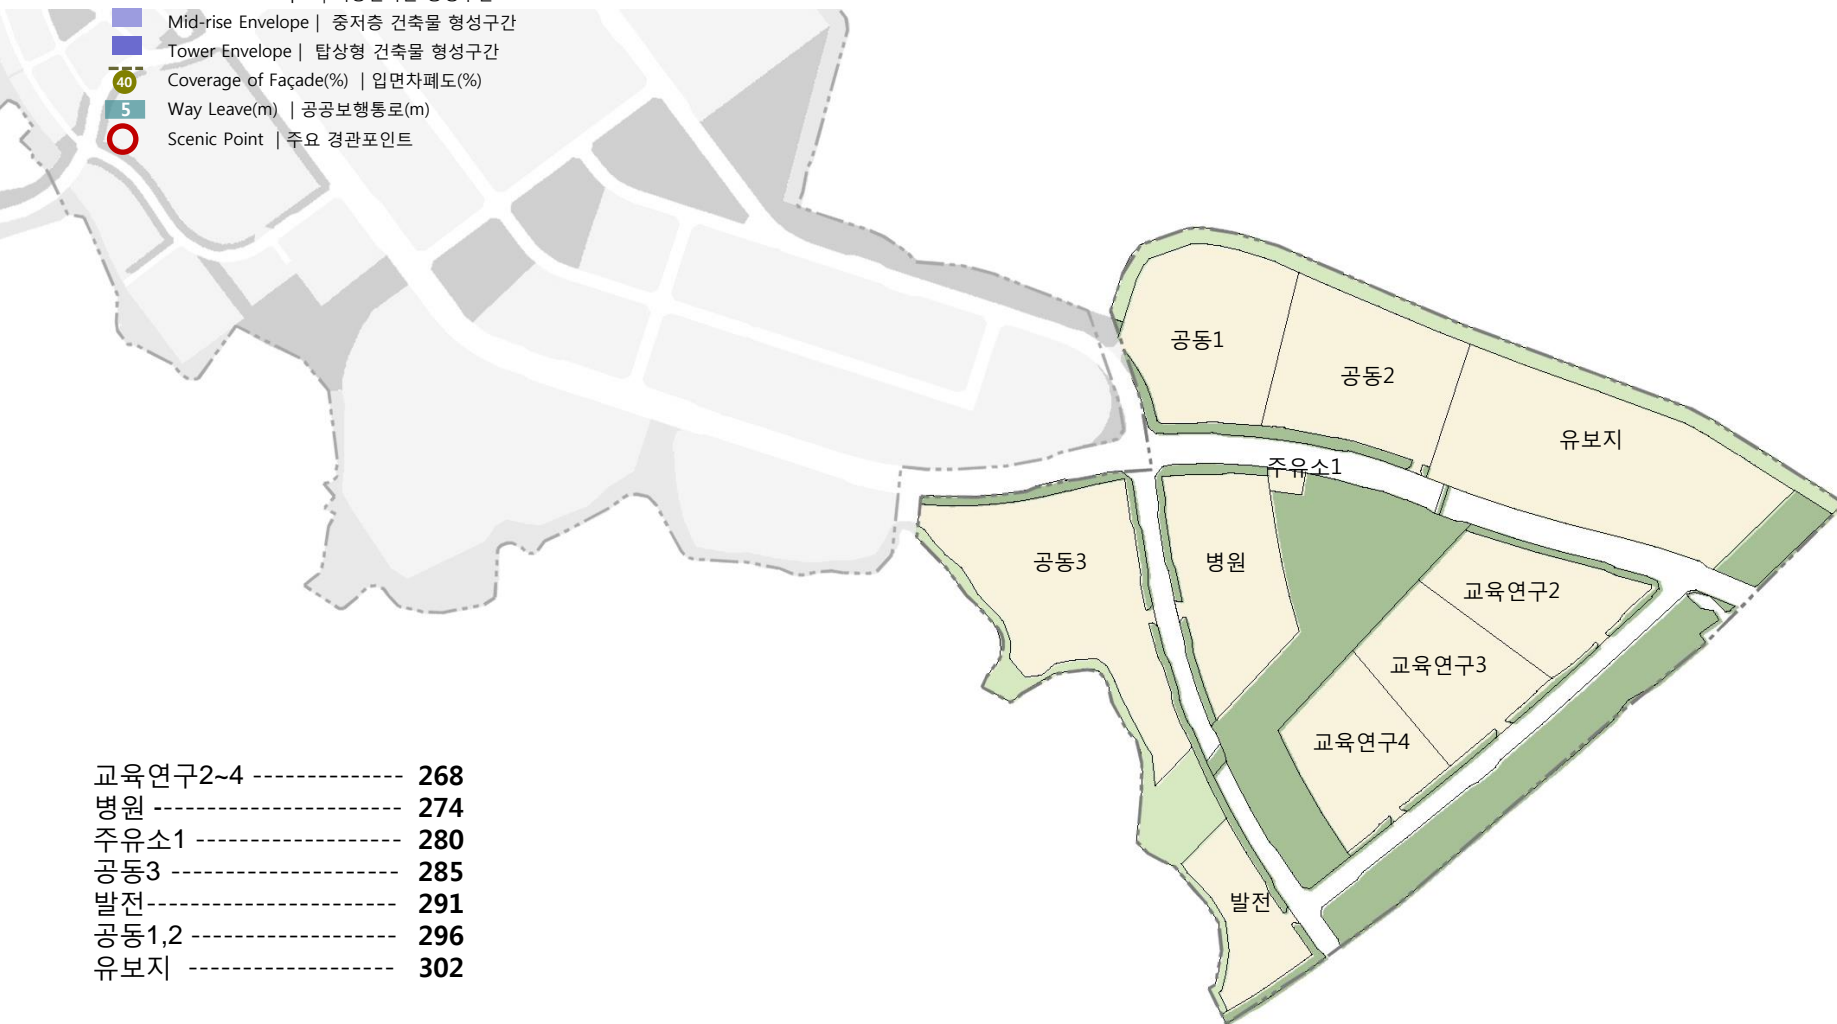 Mid-rise Envelope | 중저층 건축물 형성구간
Tower Envelope | 탑상형 건축물 형성구간
40 Coverage of Façade(%) | 입면차폐도(%)
5 Way Leave(m) | 공공보행통로(m)
Scenic Point | 주요 경관포인트
공동1
공동2
유보지
주유소1
공동3
병원
교육연구2
교육연구3
교육연구4
발전
교육연구2~4 -------------- 268
병원 ----------------------- 274
주유소1 ------------------- 280
공동3 --------------------- 285
발전----------------------- 291
공동1,2 ------------------- 296
유보지 ------------------- 302